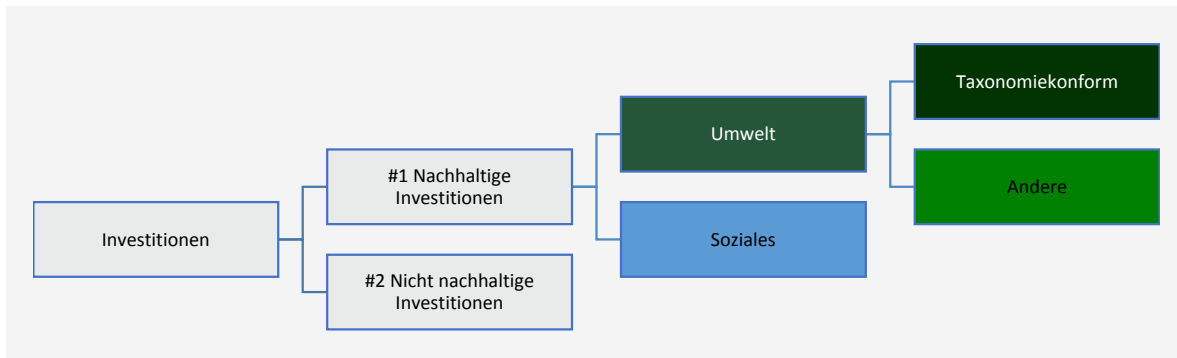 Investitionen
#1 Nachhaltige
Investitionen
#2 Nicht nachhaltige
Investitionen
Umwelt
Soziales
Taxonomiekonform
Andere